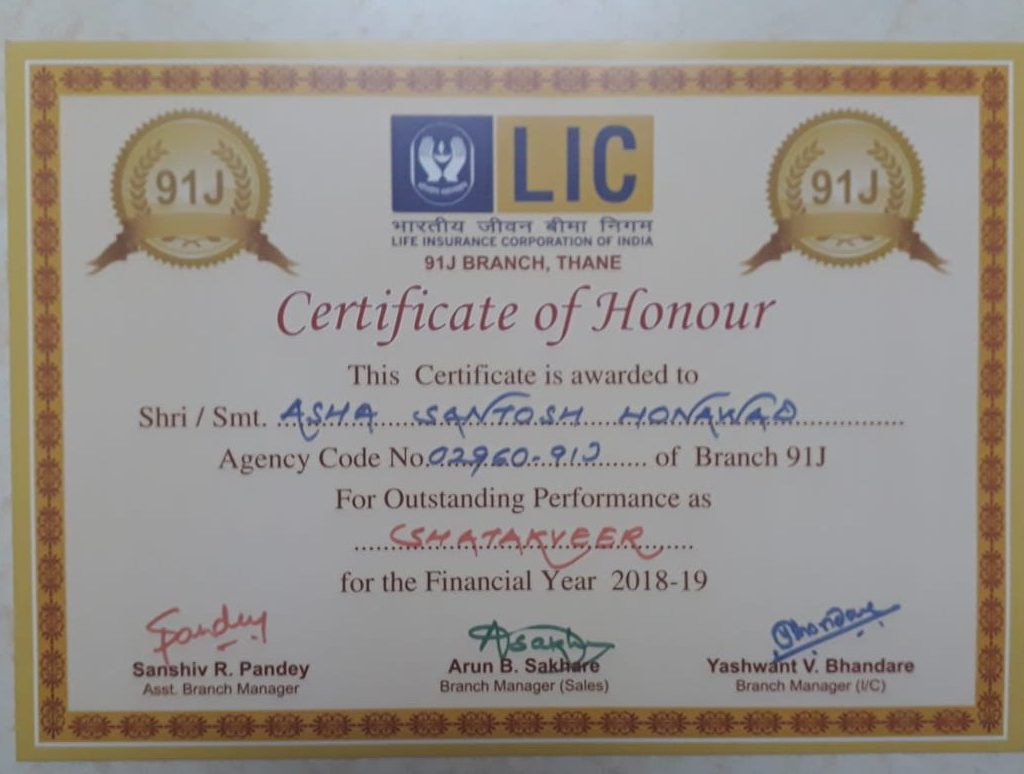 91J
LIC
91J
भारतीय जीवन बीमा निगम
LIFE INSURANCE CORPORATION OF INDIA
91J BRANCH, THANE
Certificate of Honour
This Certificate is awarded to
Shri / Smt. ASHA SANTOSH HONAWAD
Agency Code No. 02960-91J of Branch 91J
For Outstanding Performance as
SHATAKVEER
for the Financial Year 2018-19
Pandey Asakh Bhandare
Sanshiv R. Pandey Arun B. Sakhare Yashwant V. Bhandare
Asst. Branch Manager Branch Manager (Sales) Branch Manager (I/C)